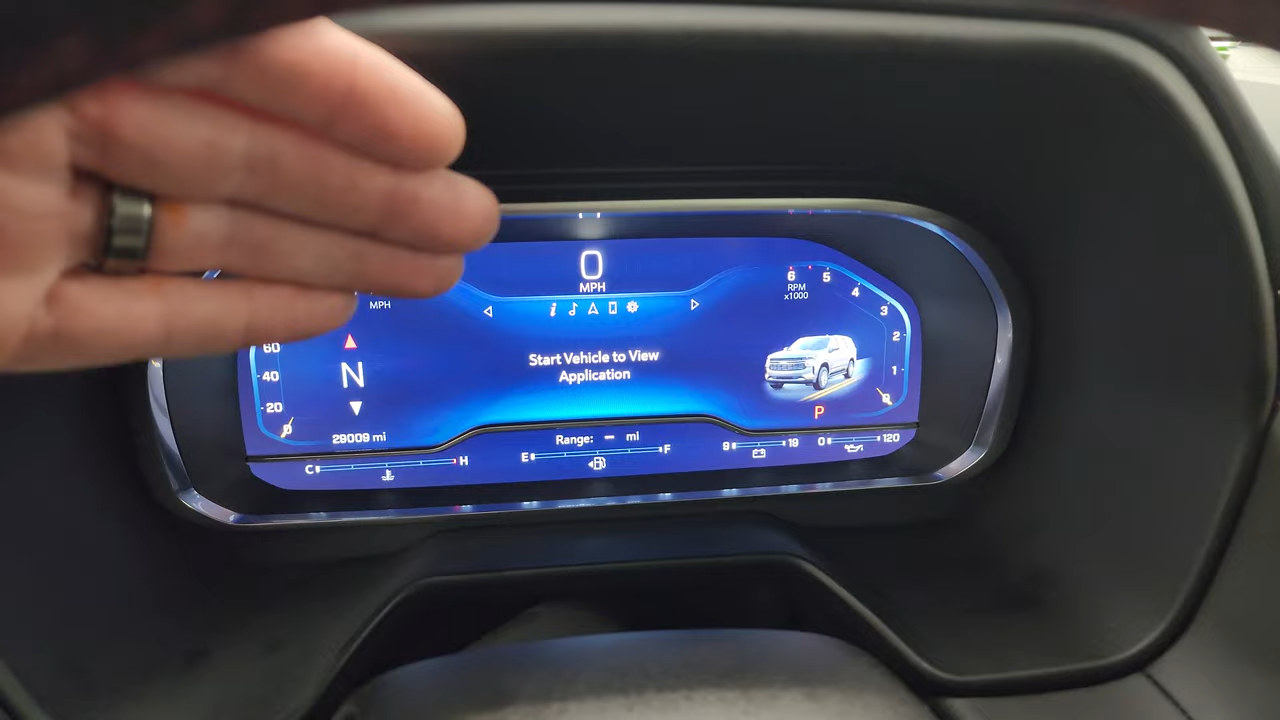 0
MPH
MPH
6 5
RPM
x1000
4
3
2
1
0
Start Vehicle to View
Application
60
40
20
0
N
29009 mi
P
Range: – mi
C H
E F
9 19
0 120